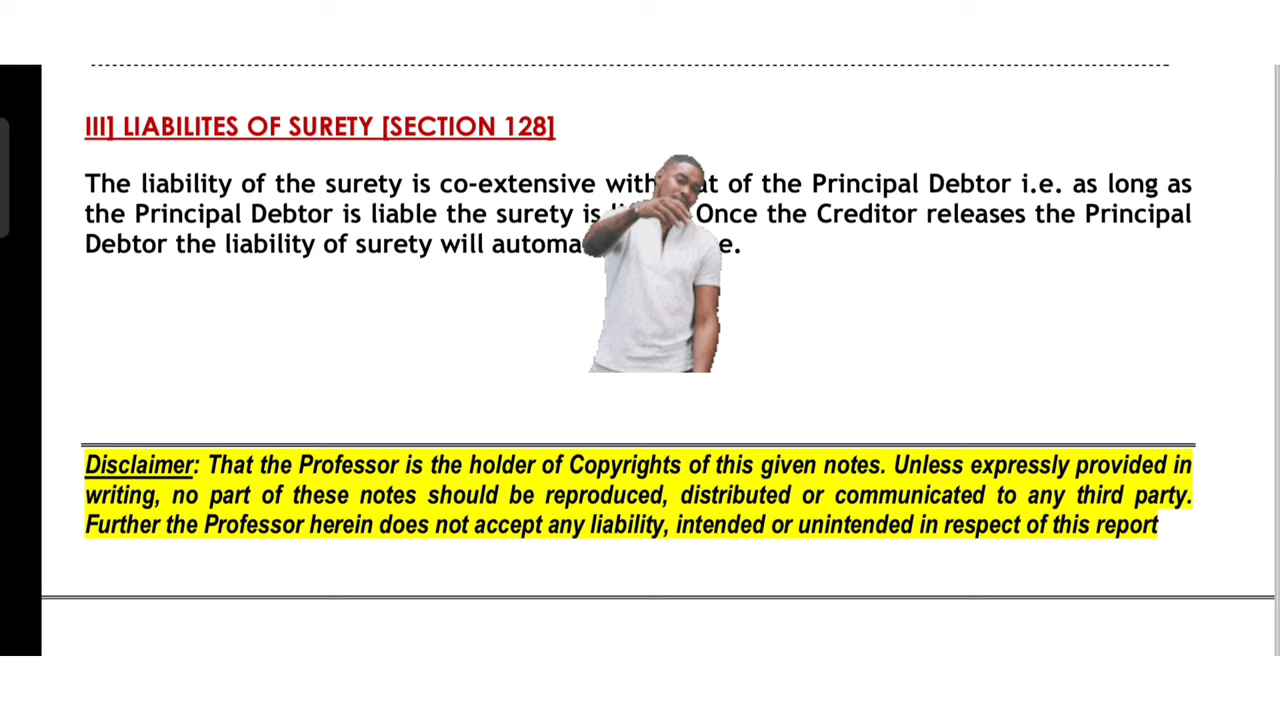 III] LIABILITES OF SURETY [SECTION 128]
The liability of the surety is co-extensive with of the Principal Debtor i.e. as long as
the Principal Debtor is liable the surety is Once the Creditor releases the Principal
Debtor the liability of surety will
Disclaimer: That the Professor is the holder of Copyrights of this given notes. Unless expressly provided in
writing, no part of these notes should be reproduced, distributed or communicated to any third party.
Further the Professor herein does not accept any liability, intended or unintended in respect of this report